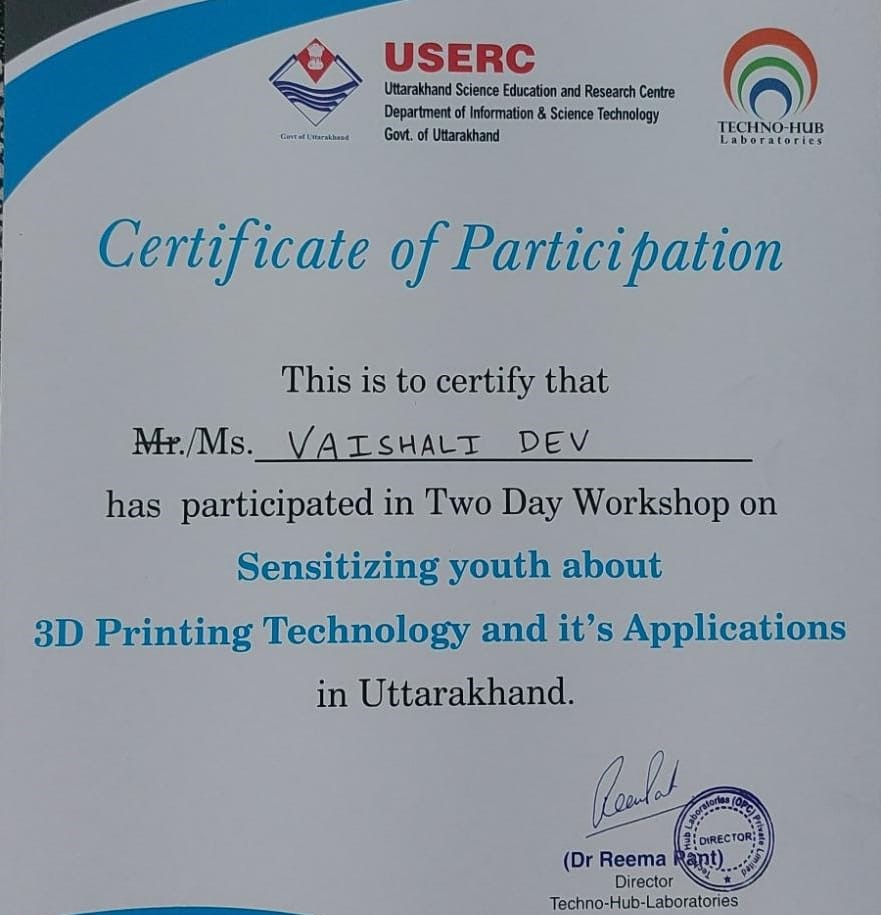 USERC
Uttarakhand Science Education and Research Centre
Department of Information & Science Technology
Govt. of Uttarakhand
Govt of Uttarakhand
TECHNO-HUB
Laboratories
Certificate of Participation
This is to certify that
Mr./Ms. VAISHALI DEV
has participated in Two Day Workshop on
Sensitizing youth about
3D Printing Technology and it's Applications
in Uttarakhand.
(Dr Reema Pant)
Director
Techno-Hub-Laboratories
Techno Hub Laboratories (OPC) Private Limited
DIRECTOR